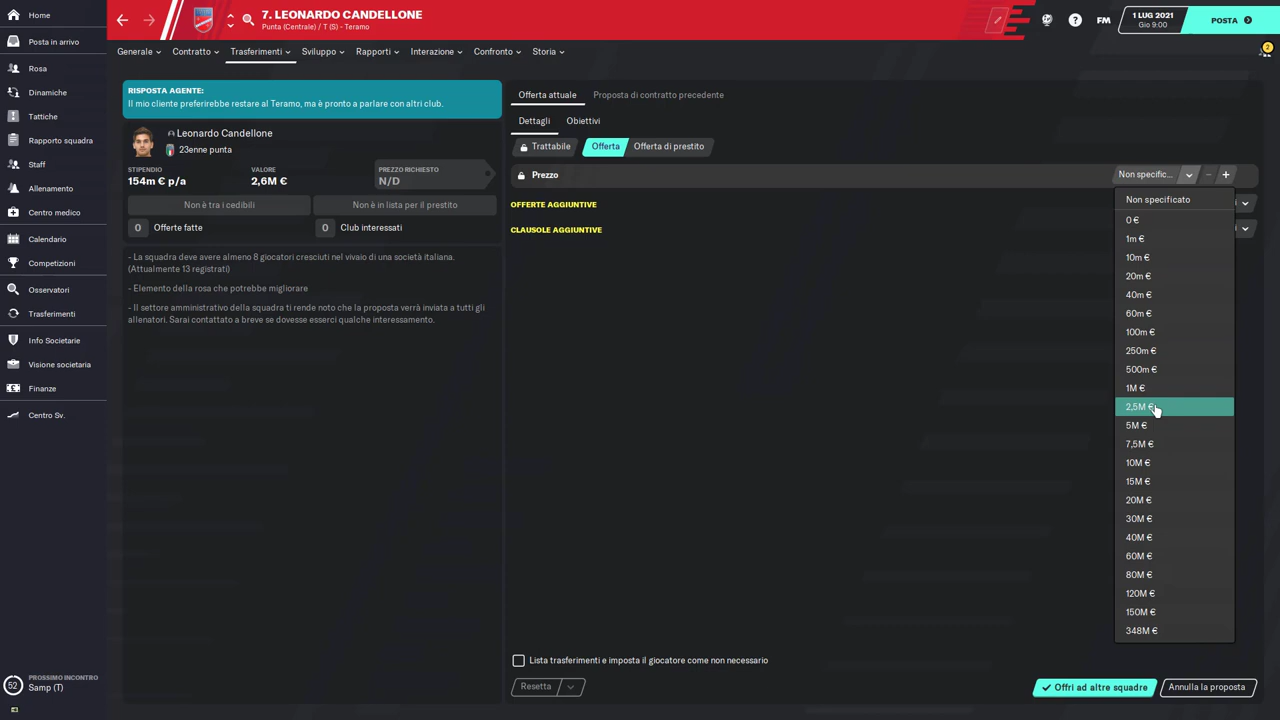 Home
Posta in arrivo
Rosa
Dinamiche
Tattiche
Rapporto squadra
Staff
Allenamento
Centro medico
Calendario
Competizioni
Osservatori
Trasferimenti
Info Societarie
Visione societaria
Finanze
Centro Sv.
PROSSIMO INCONTRO
52
Samp (T)
7. LEONARDO CANDELLONE
Punta (Centrale) / T (S) - Teramo
FM
1 LUG 2021
Gio 9:00
POSTA
2
Generale
Contratto
Trasferimenti
Sviluppo
Rapporti
Interazione
Confronto
Storia
RISPOSTA AGENTE:
Il mio cliente preferirebbe restare al Teramo, ma è pronto a parlare con altri club.
Leonardo Candellone
23enne punta
STIPENDIO
154m € p/a
VALORE
2,6M €
PREZZO RICHIESTO
N/D
Non è tra i cedibili
Non è in lista per il prestito
0 Offerte fatte
0 Club interessati
- La squadra deve avere almeno 8 giocatori cresciuti nel vivaio di una società italiana.
(Attualmente 13 registrati)
- Elemento della rosa che potrebbe migliorare
- Il settore amministrativo della squadra ti rende noto che la proposta verrà inviata a tutti gli
allenatori. Sarai contattato a breve se dovesse esserci qualche interessamento.
Offerta attuale
Proposta di contratto precedente
Dettagli
Obiettivi
Trattabile
Offerta
Offerta di prestito
Prezzo
Non specific...
OFFERTE AGGIUNTIVE
CLAUSOLE AGGIUNTIVE
Non specificato
0 €
1m €
10m €
20m €
40m €
60m €
100m €
250m €
500m €
1M €
2,5M €
5M €
7,5M €
10M €
15M €
20M €
30M €
40M €
60M €
80M €
120M €
150M €
348M €
Lista trasferimenti e imposta il giocatore come non necessario
Resetta
Offri ad altre squadre
Annulla la proposta